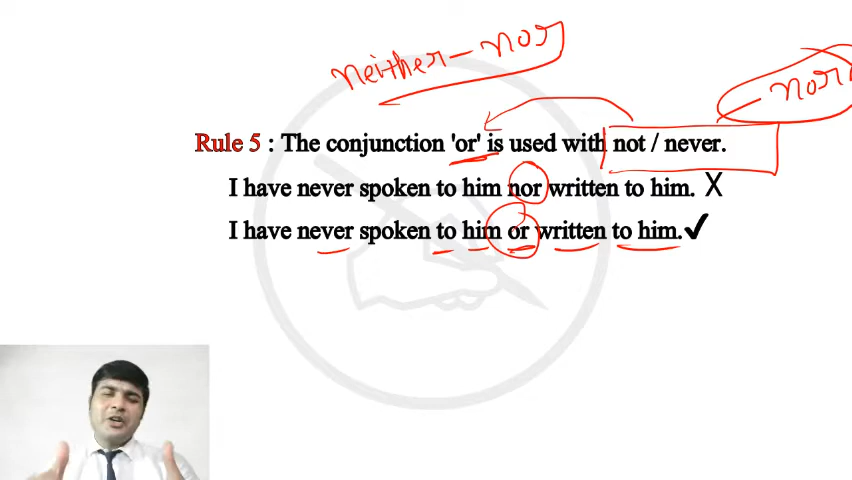 neither - nor
- nor
Rule 5 : The conjunction 'or' is used with not / never.
I have never spoken to him nor written to him. X
I have never spoken to him or written to him. ✔